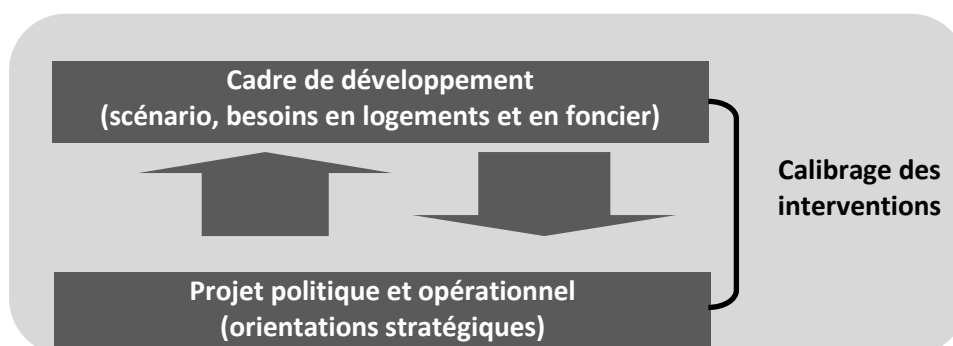 Cadre de développement
(scénario, besoins en logements et en foncier)
Calibrage des
interventions
Projet politique et opérationnel
(orientations stratégiques)